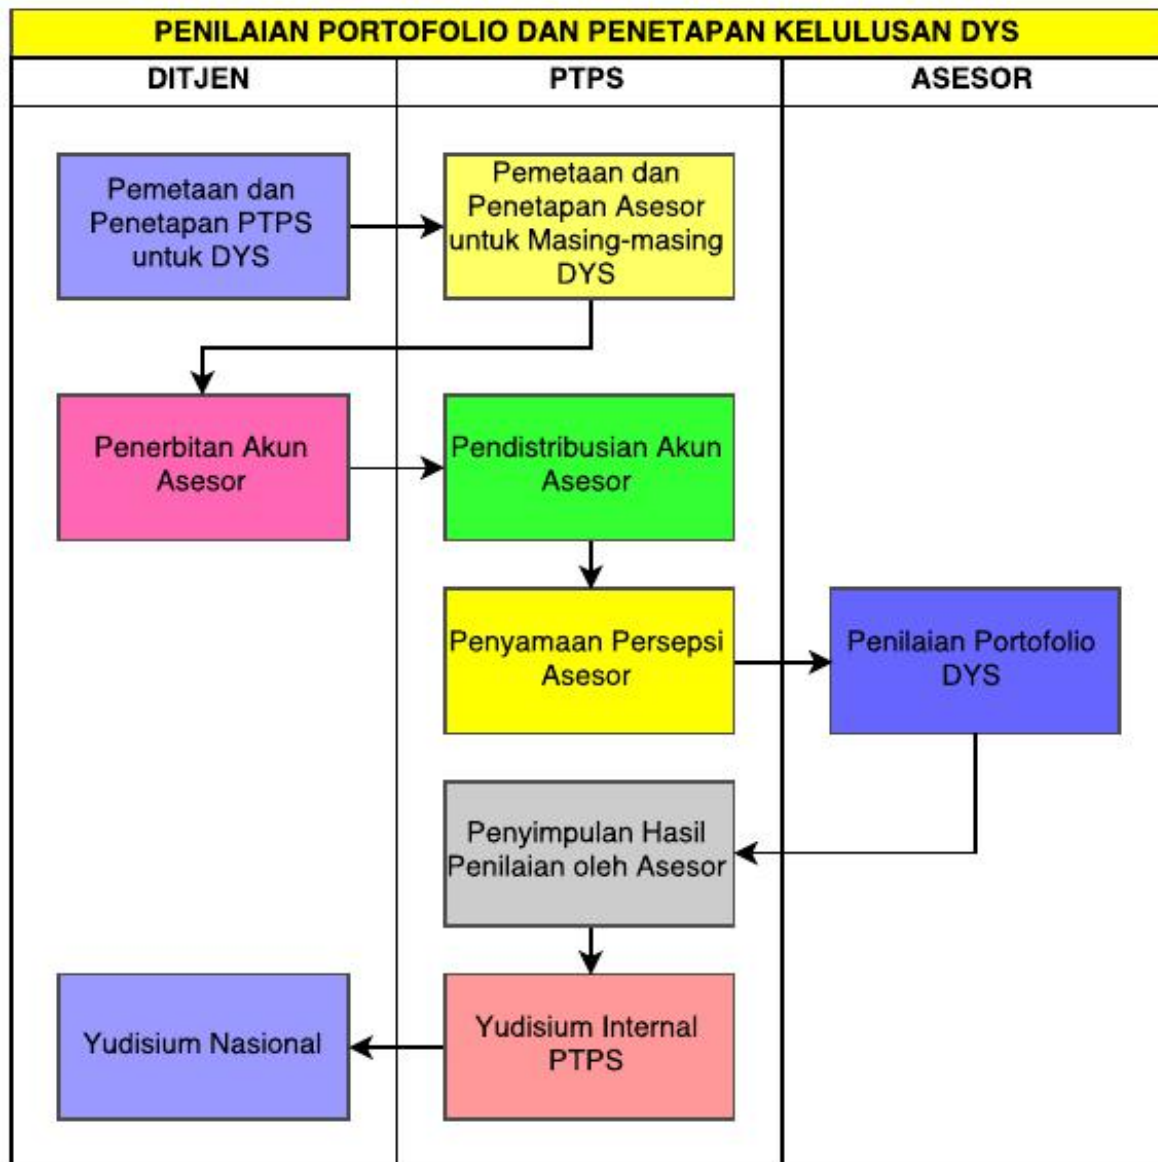 PENILAIAN PORTOFOLIO DAN PENETAPAN KELULUSAN DYS
DITJEN
PTPS
ASESOR
Pemetaan dan
Penetapan PTPS
untuk DYS
Pemetaan dan
Penetapan Asesor
untuk Masing-masing
DYS
Penerbitan Akun
Asesor
Pendistribusian Akun
Asesor
Penyamaan Persepsi
Asesor
Penilaian Portofolio
DYS
Penyimpulan Hasil
Penilaian oleh Asesor
Yudisium Internal
PTPS
Yudisium Nasional